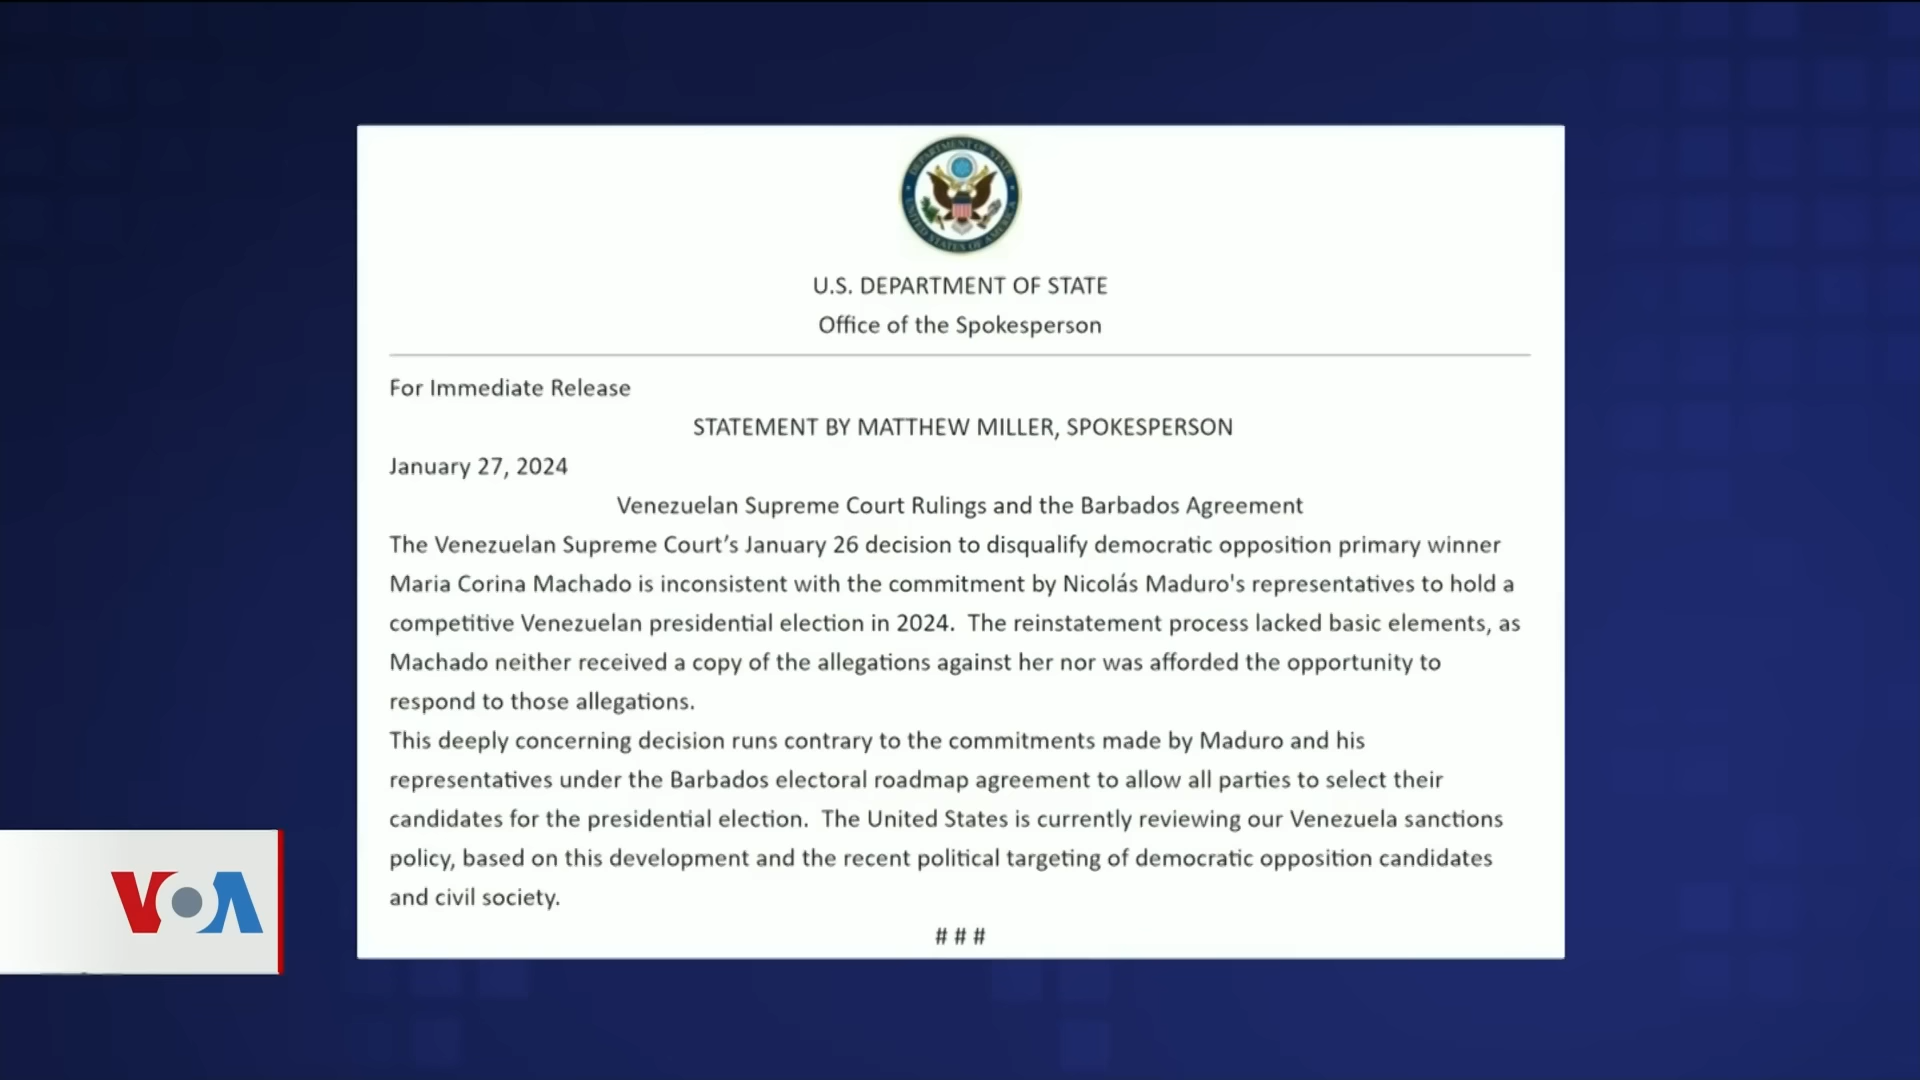 DEPARTMENT OF STATE
UNITED STATES OF AMERICA
U.S. DEPARTMENT OF STATE
Office of the Spokesperson
For Immediate Release
STATEMENT BY MATTHEW MILLER, SPOKESPERSON
January 27, 2024
Venezuelan Supreme Court Rulings and the Barbados Agreement
The Venezuelan Supreme Court’s January 26 decision to disqualify democratic opposition primary winner
Maria Corina Machado is inconsistent with the commitment by Nicolás Maduro's representatives to hold a
competitive Venezuelan presidential election in 2024.  The reinstatement process lacked basic elements, as
Machado neither received a copy of the allegations against her nor was afforded the opportunity to
respond to those allegations.
This deeply concerning decision runs contrary to the commitments made by Maduro and his
representatives under the Barbados electoral roadmap agreement to allow all parties to select their
candidates for the presidential election.  The United States is currently reviewing our Venezuela sanctions
policy, based on this development and the recent political targeting of democratic opposition candidates
and civil society.
# # #
VOA